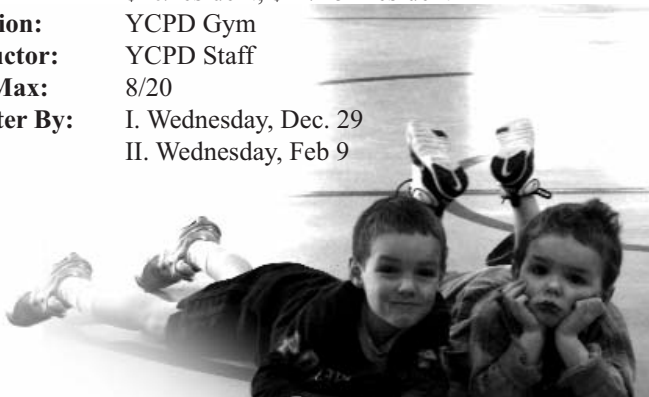 ion: YCPD Gym
uctor: YCPD Staff
Max: 8/20
ter By: I. Wednesday, Dec. 29
II. Wednesday, Feb 9